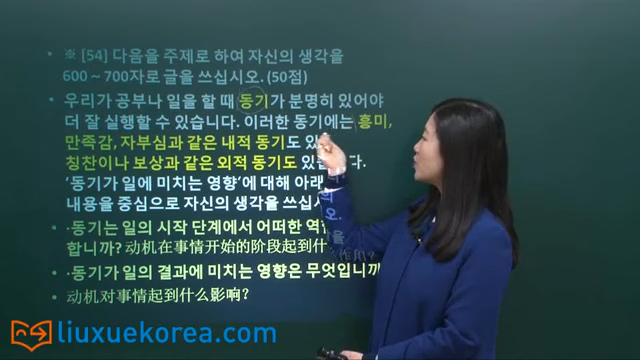 ※ [54] 다음을 주제로 하여 자신의 생각을
600～700자로 글을 쓰십시오. (50점)
우리가 공부나 일을 할 때 동기가 분명히 있어야
더 잘 실행할 수 있습니다. 이러한 동기에는 흥미,
만족감, 자부심과 같은 내적 동기도 있
칭찬이나 보상과 같은 외적 동기도 있습니다.
'동기가 일에 미치는 영향'에 대해 아래
내용을 중심으로 자신의 생각을 쓰십시오.
·동기는 일의 시작 단계에서 어떠한 역
합니까? 动机在事情开始的阶段起到什 作用?
·동기가 일의 결과에 미치는 영향은 무엇입니까
动机对事情起到什么影响?
liuxuekorea.com